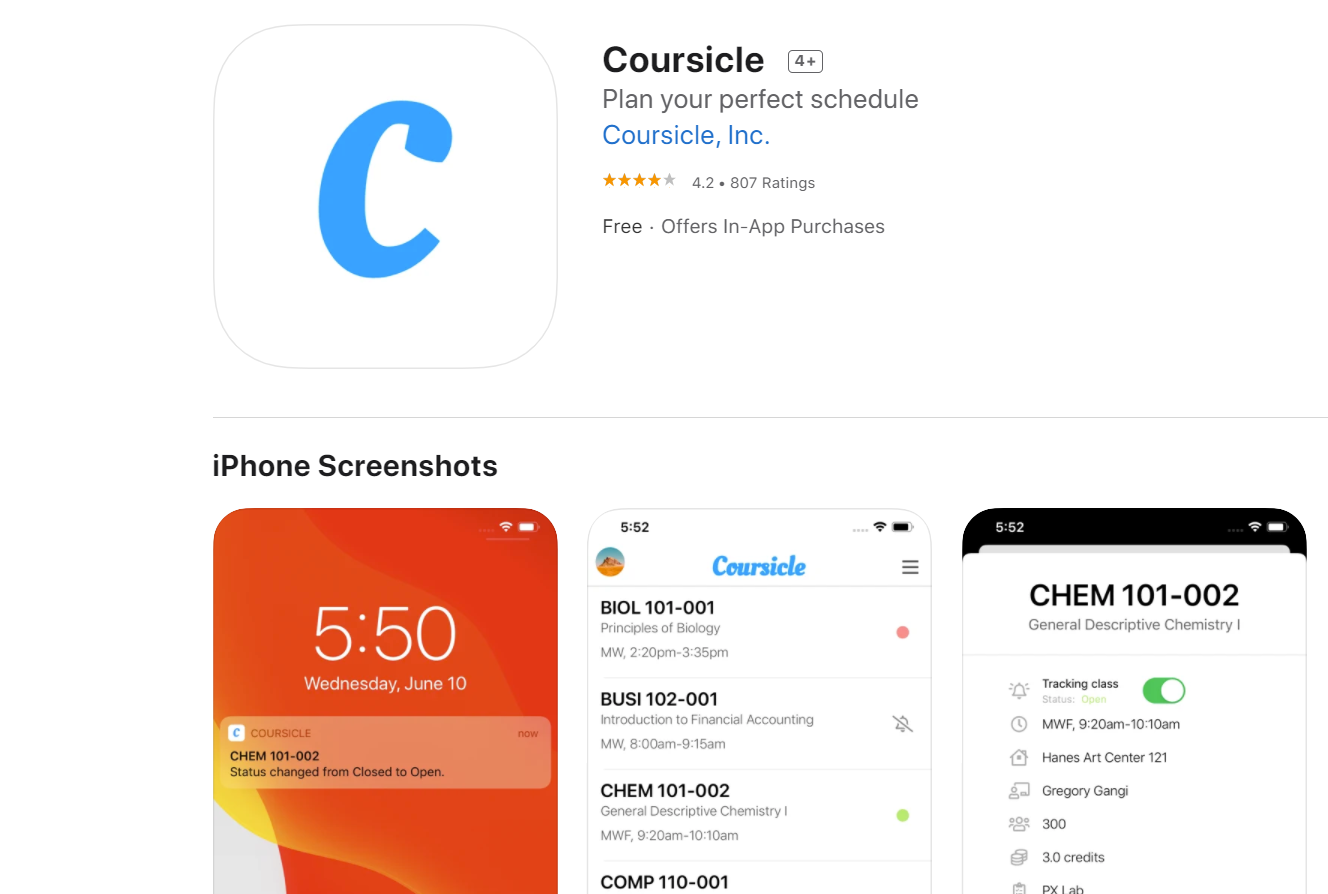 C
Coursicle 4+
Plan your perfect schedule
Coursicle, Inc.
4.2 • 807 Ratings
Free · Offers In-App Purchases
iPhone Screenshots
5:50
Wednesday, June 10
C COURSICLE now
CHEM 101-002
Status changed from Closed to Open.
5:52
Coursicle
BIOL 101-001
Principles of Biology
MW, 2:20pm-3:35pm
BUSI 102-001
Introduction to Financial Accounting
MW, 8:00am-9:15am
CHEM 101-002
General Descriptive Chemistry I
MWF, 9:20am-10:10am
COMP 110-001
5:52
CHEM 101-002
General Descriptive Chemistry I
Tracking class
Status: Open
MWF, 9:20am-10:10am
Hanes Art Center 121
Gregory Gangi
300
3.0 credits
PX Lab